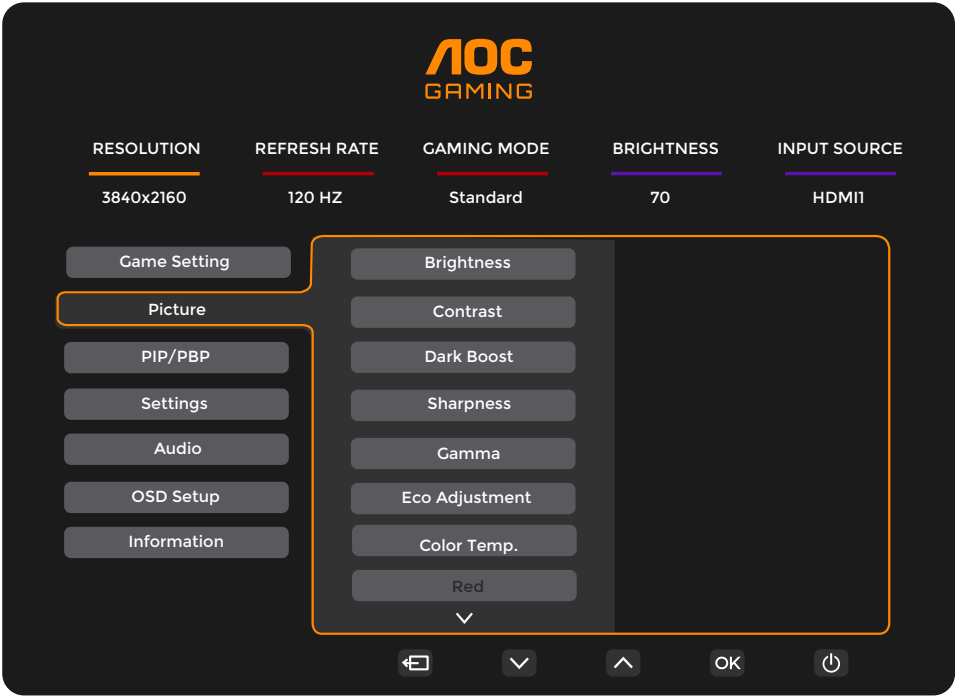 AOC
GAMING
RESOLUTION REFRESH RATE GAMING MODE BRIGHTNESS INPUT SOURCE
3840x2160 120 HZ Standard 70 HDMI1
Game Setting
Picture
PIP/PBP
Settings
Audio
OSD Setup
Information
Brightness
Contrast
Dark Boost
Sharpness
Gamma
Eco Adjustment
Color Temp.
Red
OK